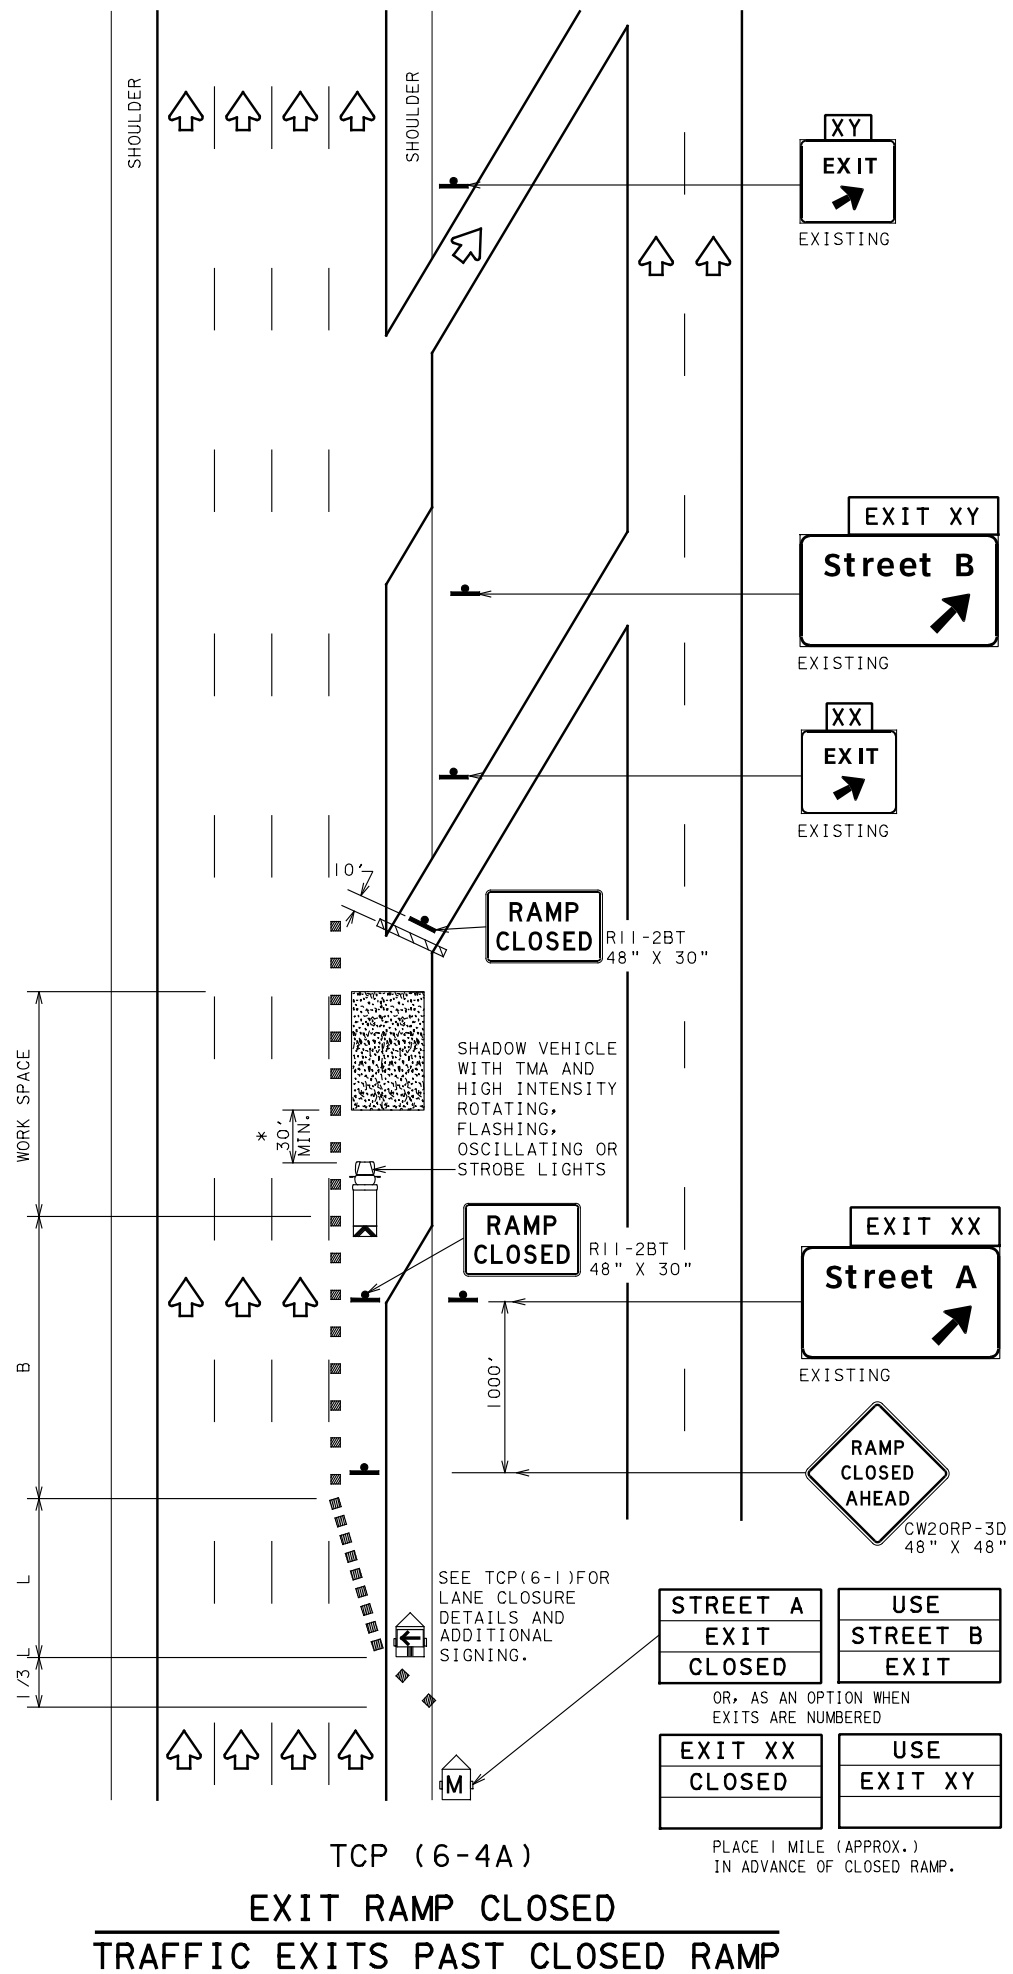 SHOULDER
SHOULDER
XY
EXIT
EXISTING
EXIT XY
Street B
EXISTING
XX
EXIT
EXISTING
10'
RAMP
CLOSED
R11-2BT
48" X 30"
WORK SPACE
*
30'
MIN.
SHADOW VEHICLE
WITH TMA AND
HIGH INTENSITY
ROTATING,
FLASHING,
OSCILLATING OR
STROBE LIGHTS
RAMP
CLOSED
R11-2BT
48" X 30"
EXIT XX
Street A
EXISTING
B
1000'
RAMP
CLOSED
AHEAD
CW20RP-3D
48" X 48"
L
1/3 L
SEE TCP(6-1)FOR
LANE CLOSURE
DETAILS AND
ADDITIONAL
SIGNING.
STREET A
EXIT
CLOSED
USE
STREET B
EXIT
OR, AS AN OPTION WHEN
EXITS ARE NUMBERED
EXIT XX
CLOSED
USE
EXIT XY
M
PLACE 1 MILE (APPROX.)
IN ADVANCE OF CLOSED RAMP.
TCP (6-4A)
EXIT RAMP CLOSED
TRAFFIC EXITS PAST CLOSED RAMP